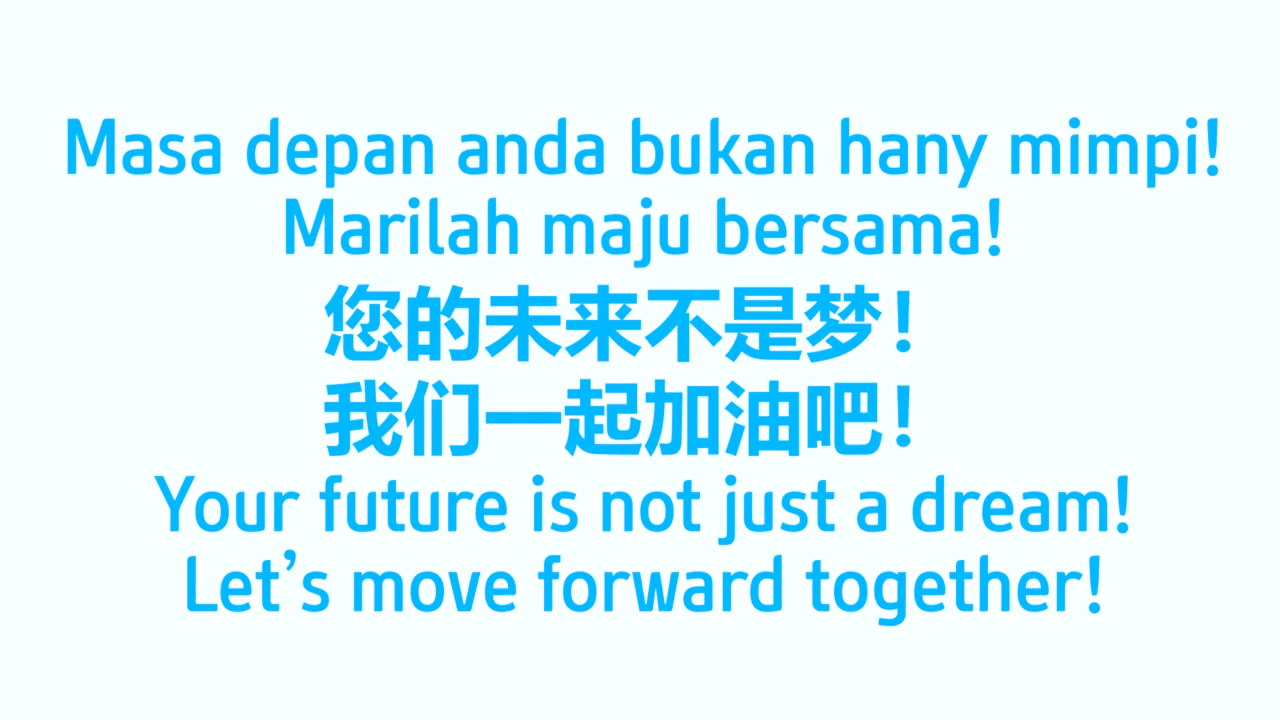 Masa depan anda bukan hany mimpi!
Marilah maju bersama!
您的未来不是梦！
我们一起加油吧！
Your future is not just a dream!
Let’s move forward together!